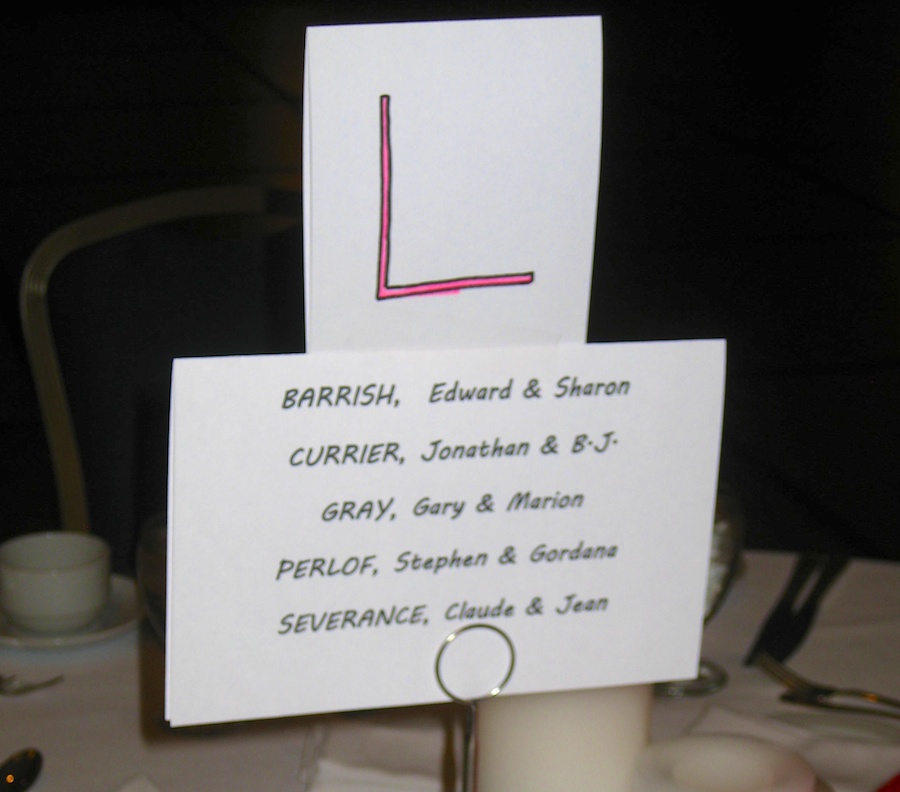 L
BARRISH, Edward & Sharon
CURRIER, Jonathan & B.J.
GRAY, Gary & Marion
PERLOF, Stephen & Gordana
SEVERANCE, Claude & Jean